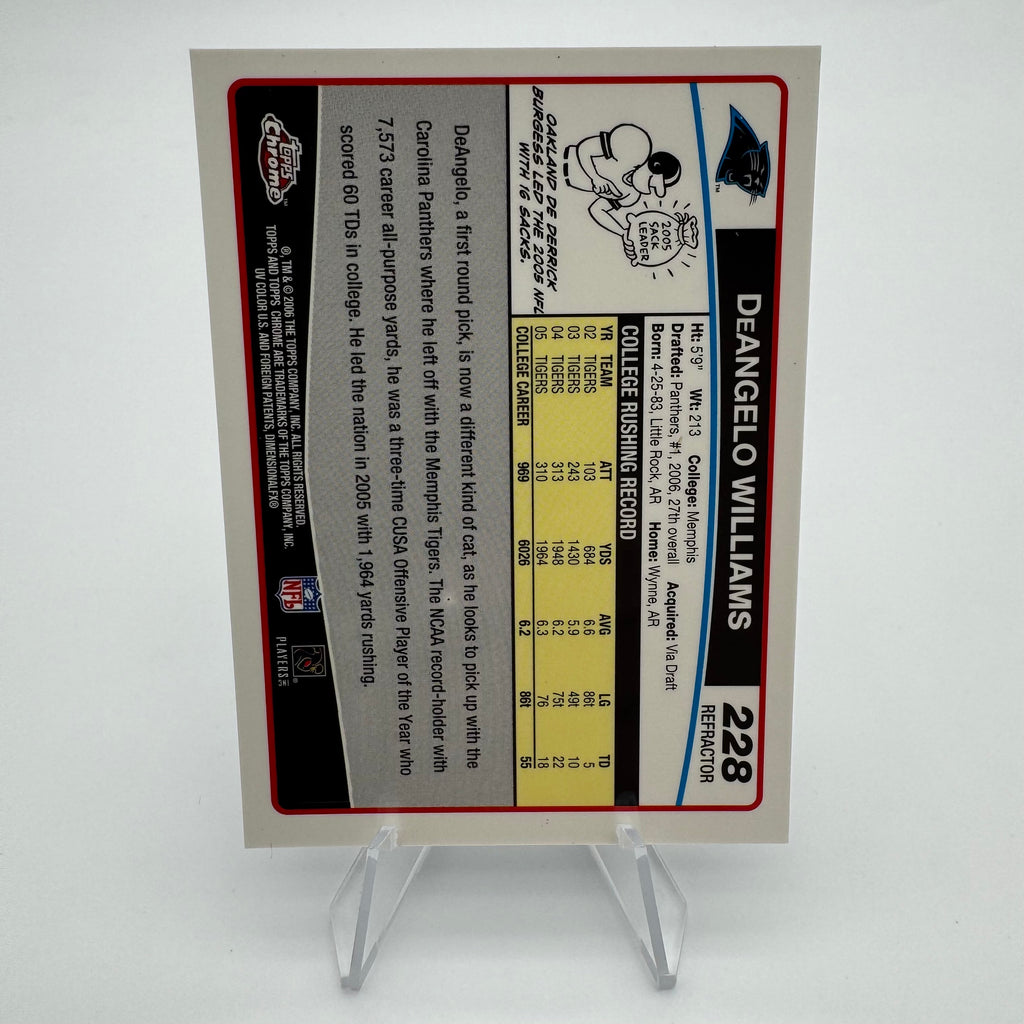 DEANGELO WILLIAMS
228
REFRACTOR
Ht: 5'9" Wt: 213 College: Memphis
Drafted: Panthers, #1, 2006, 27th overall Acquired: Via Draft
Born: 4-25-83, Little Rock, AR Home: Wynne, AR
COLLEGE RUSHING RECORD
YR TEAM ATT YDS AVG LG TD
02 TIGERS 103 684 6.6 86t 5
03 TIGERS 243 1430 5.9 49t 10
04 TIGERS 313 1948 6.2 75t 22
05 TIGERS 310 1964 6.3 76 18
COLLEGE CAREER 969 6026 6.2 86t 55
2005
SACK
LEADER
OAKLAND DE DERRICK
BURGESS LED THE 2005 NFL
WITH 16 SACKS.
DeAngelo, a first round pick, is now a different kind of cat, as he looks to pick up with the
Carolina Panthers where he left off with the Memphis Tigers. The NCAA record-holder with
7,573 career all-purpose yards, he was a three-time CUSA Offensive Player of the Year who
scored 60 TDs in college. He led the nation in 2005 with 1,964 yards rushing.
Topps
Chrome™
®, TM & © 2006 THE TOPPS COMPANY, INC. ALL RIGHTS RESERVED.
TOPPS AND TOPPS CHROME ARE TRADEMARKS OF THE TOPPS COMPANY, INC.
UV COLOR U.S. AND FOREIGN PATENTS, DIMENSIONALFX®
NFL
PLAYERS INC